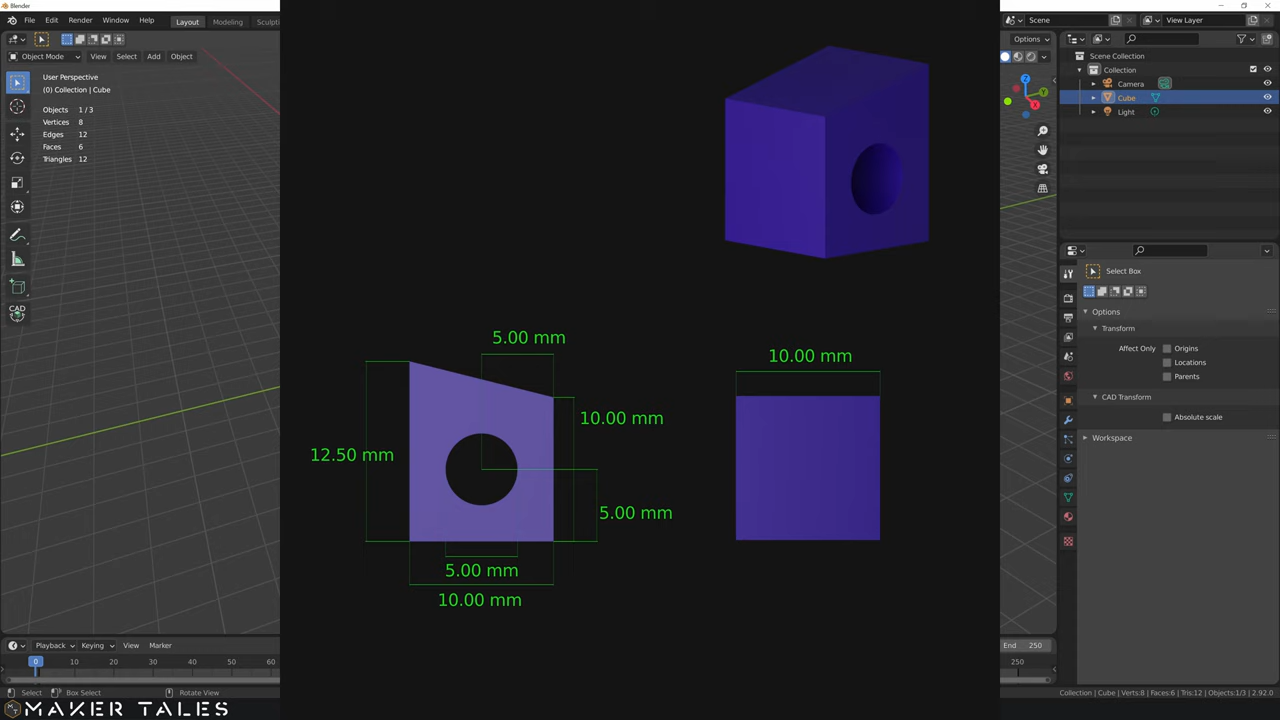 Blender
File Edit Render Window Help Layout Modeling Sculpti
Scene View Layer
Object Mode View Select Add Object
Options
User Perspective
(0) Collection | Cube
Objects 1 / 3
Vertices 8
Edges 12
Faces 6
Triangles 12
CAD
Z
Y
X
Scene Collection
Collection
Camera
Cube
Light
Select Box
Options
Transform
Affect Only Origins
Locations
Parents
CAD Transform
Absolute scale
Workspace
5.00 mm
10.00 mm
12.50 mm
5.00 mm
5.00 mm
10.00 mm
10.00 mm
Playback Keying View Marker
End 250
0 10 20 30 40 50 60
250
Select Box Select Rotate View
Collection | Cube | Verts:8 | Faces:6 | Tris:12 | Objects:1/3 | 2.92.0
MT MAKER TALES